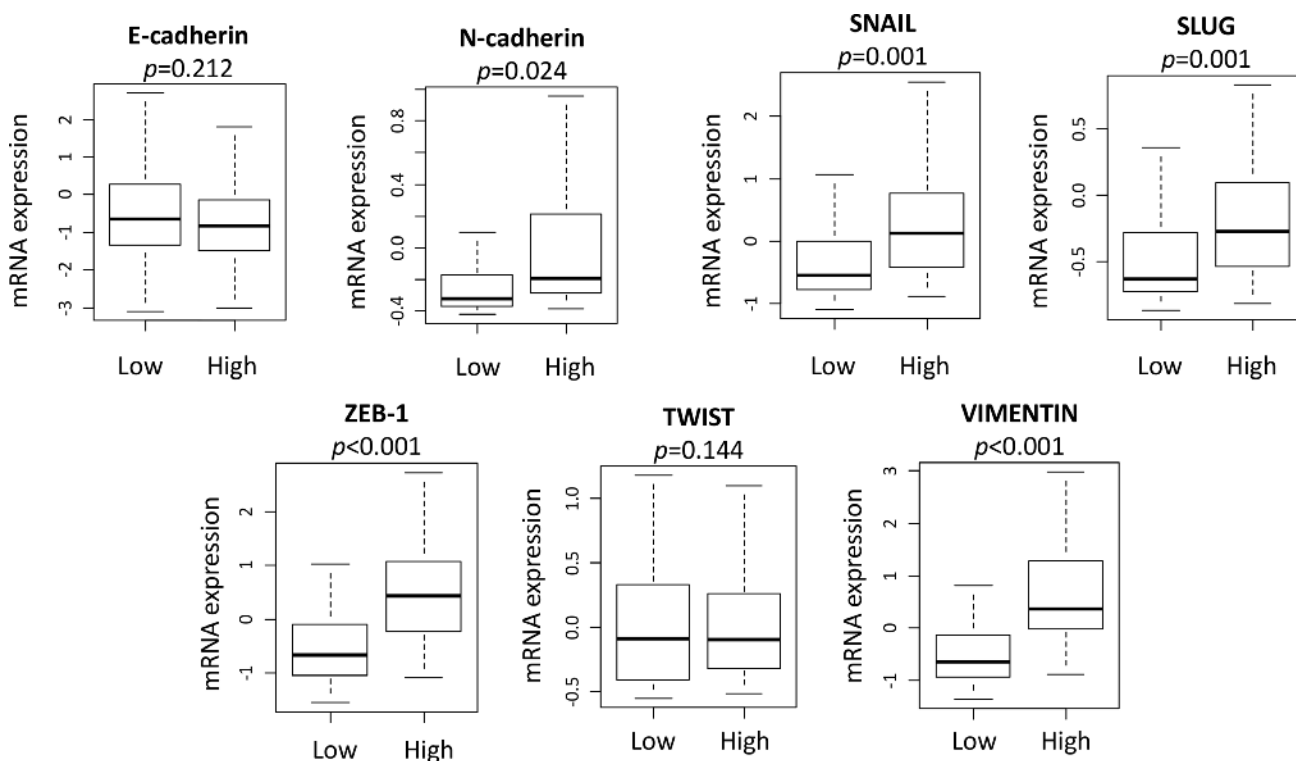 E-cadherin
p=0.212
mRNA expression
2
1
0
-1
-2
-3
Low High
N-cadherin
p=0.024
mRNA expression
0.8
0.4
0.0
-0.4
Low High
SNAIL
p=0.001
mRNA expression
2
1
0
-1
Low High
SLUG
p=0.001
mRNA expression
0.5
0.0
-0.5
Low High
ZEB-1
p<0.001
mRNA expression
2
1
0
-1
Low High
TWIST
p=0.144
mRNA expression
1.0
0.5
0.0
-0.5
Low High
VIMENTIN
p<0.001
mRNA expression
3
2
1
0
-1
Low High